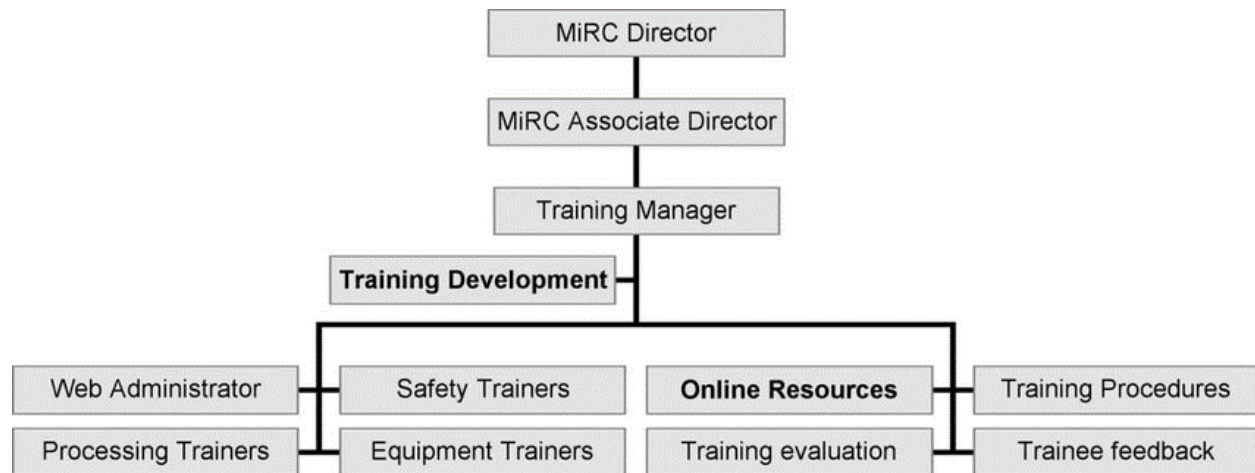 MiRC Director
MiRC Associate Director
Training Manager
Training Development
Web Administrator
Safety Trainers
Online Resources
Training Procedures
Processing Trainers
Equipment Trainers
Training evaluation
Trainee feedback